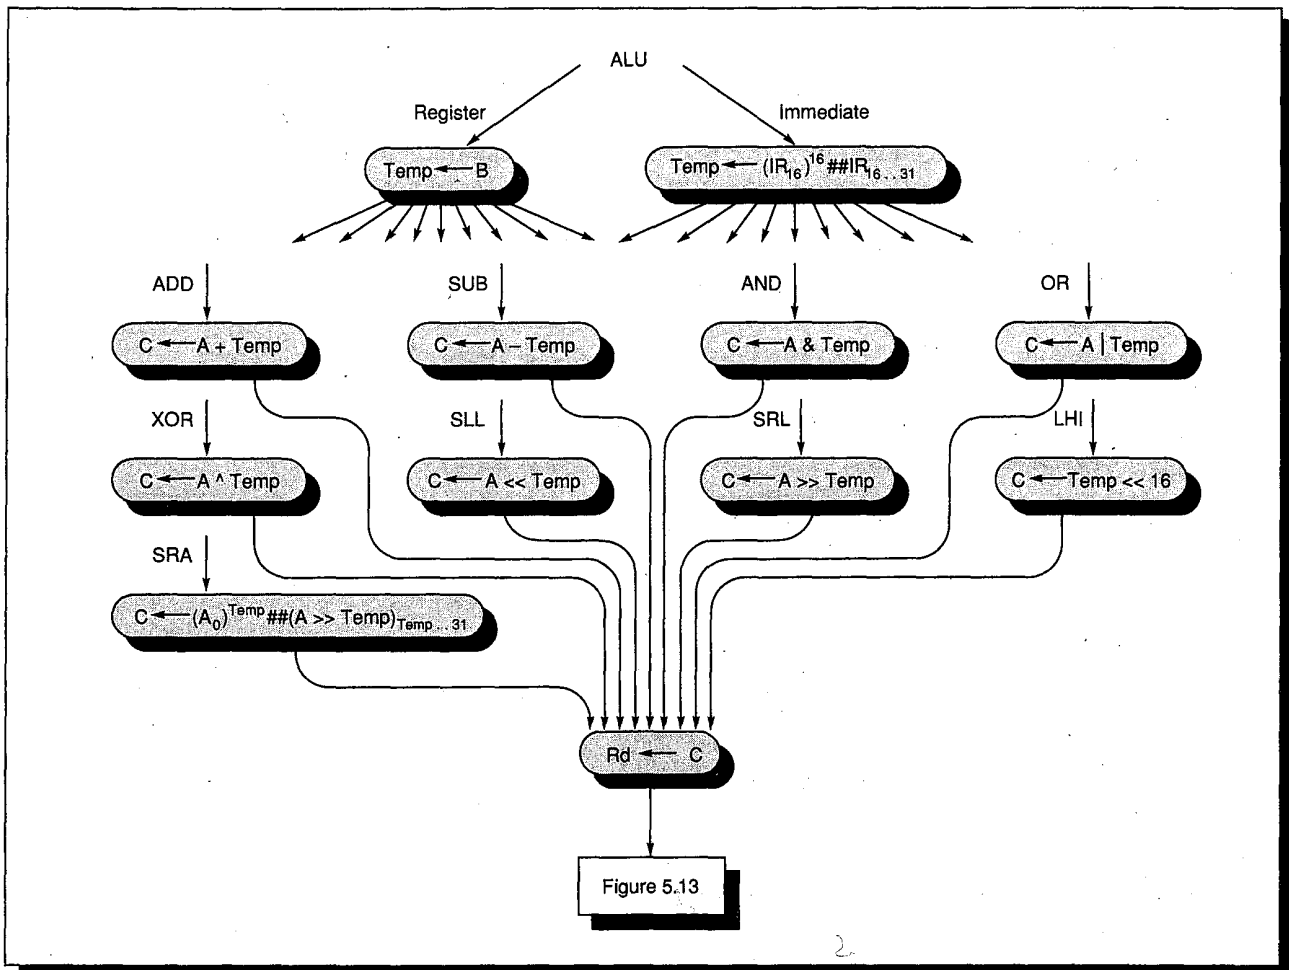 ALU
Register
Immediate
Temp ← B
Temp ← (IR₁₆)¹⁶ ##IR₁₆..₃₁
ADD
SUB
AND
OR
C ← A + Temp
C ← A – Temp
C ← A & Temp
C ← A | Temp
XOR
SLL
SRL
LHI
C ← A ^ Temp
C ← A << Temp
C ← A >> Temp
C ← Temp << 16
SRA
C ← (A₀)^Temp ##(A >> Temp)Temp..31
Rd ← C
Figure 5.13
2